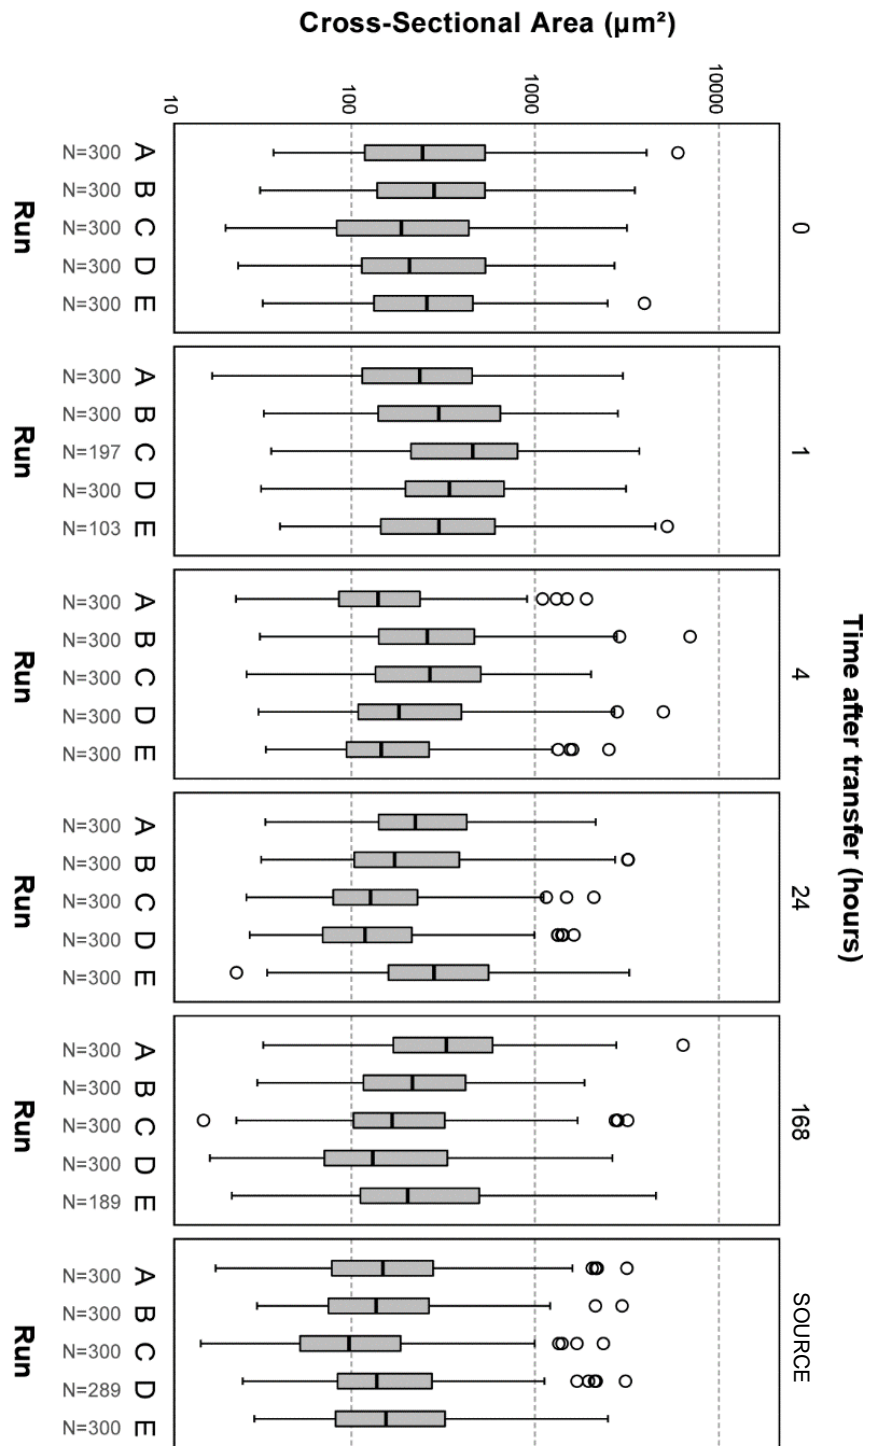 Time after transfer (hours)
0
1
4
24
168
SOURCE
Cross-Sectional Area (µm²)
10000
1000
100
10
A B C D E
N=300 N=300 N=300 N=300 N=300
Run
A B C D E
N=300 N=300 N=197 N=300 N=103
Run
A B C D E
N=300 N=300 N=300 N=300 N=300
Run
A B C D E
N=300 N=300 N=300 N=300 N=300
Run
A B C D E
N=300 N=300 N=300 N=300 N=189
Run
A B C D E
N=300 N=300 N=300 N=289 N=300
Run